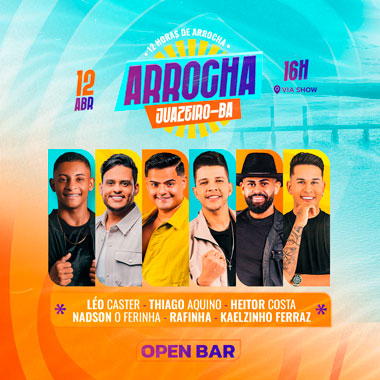 • 12 HORAS DE ARROCHA •
12
ABR
ARROCHA
JUAZEIRO-BA
16H
VIA SHOW
* LÉO CASTER - THIAGO AQUINO - HEITOR COSTA *
NADSON O FERINHA - RAFINHA - KAELZINHO FERRAZ
OPEN BAR